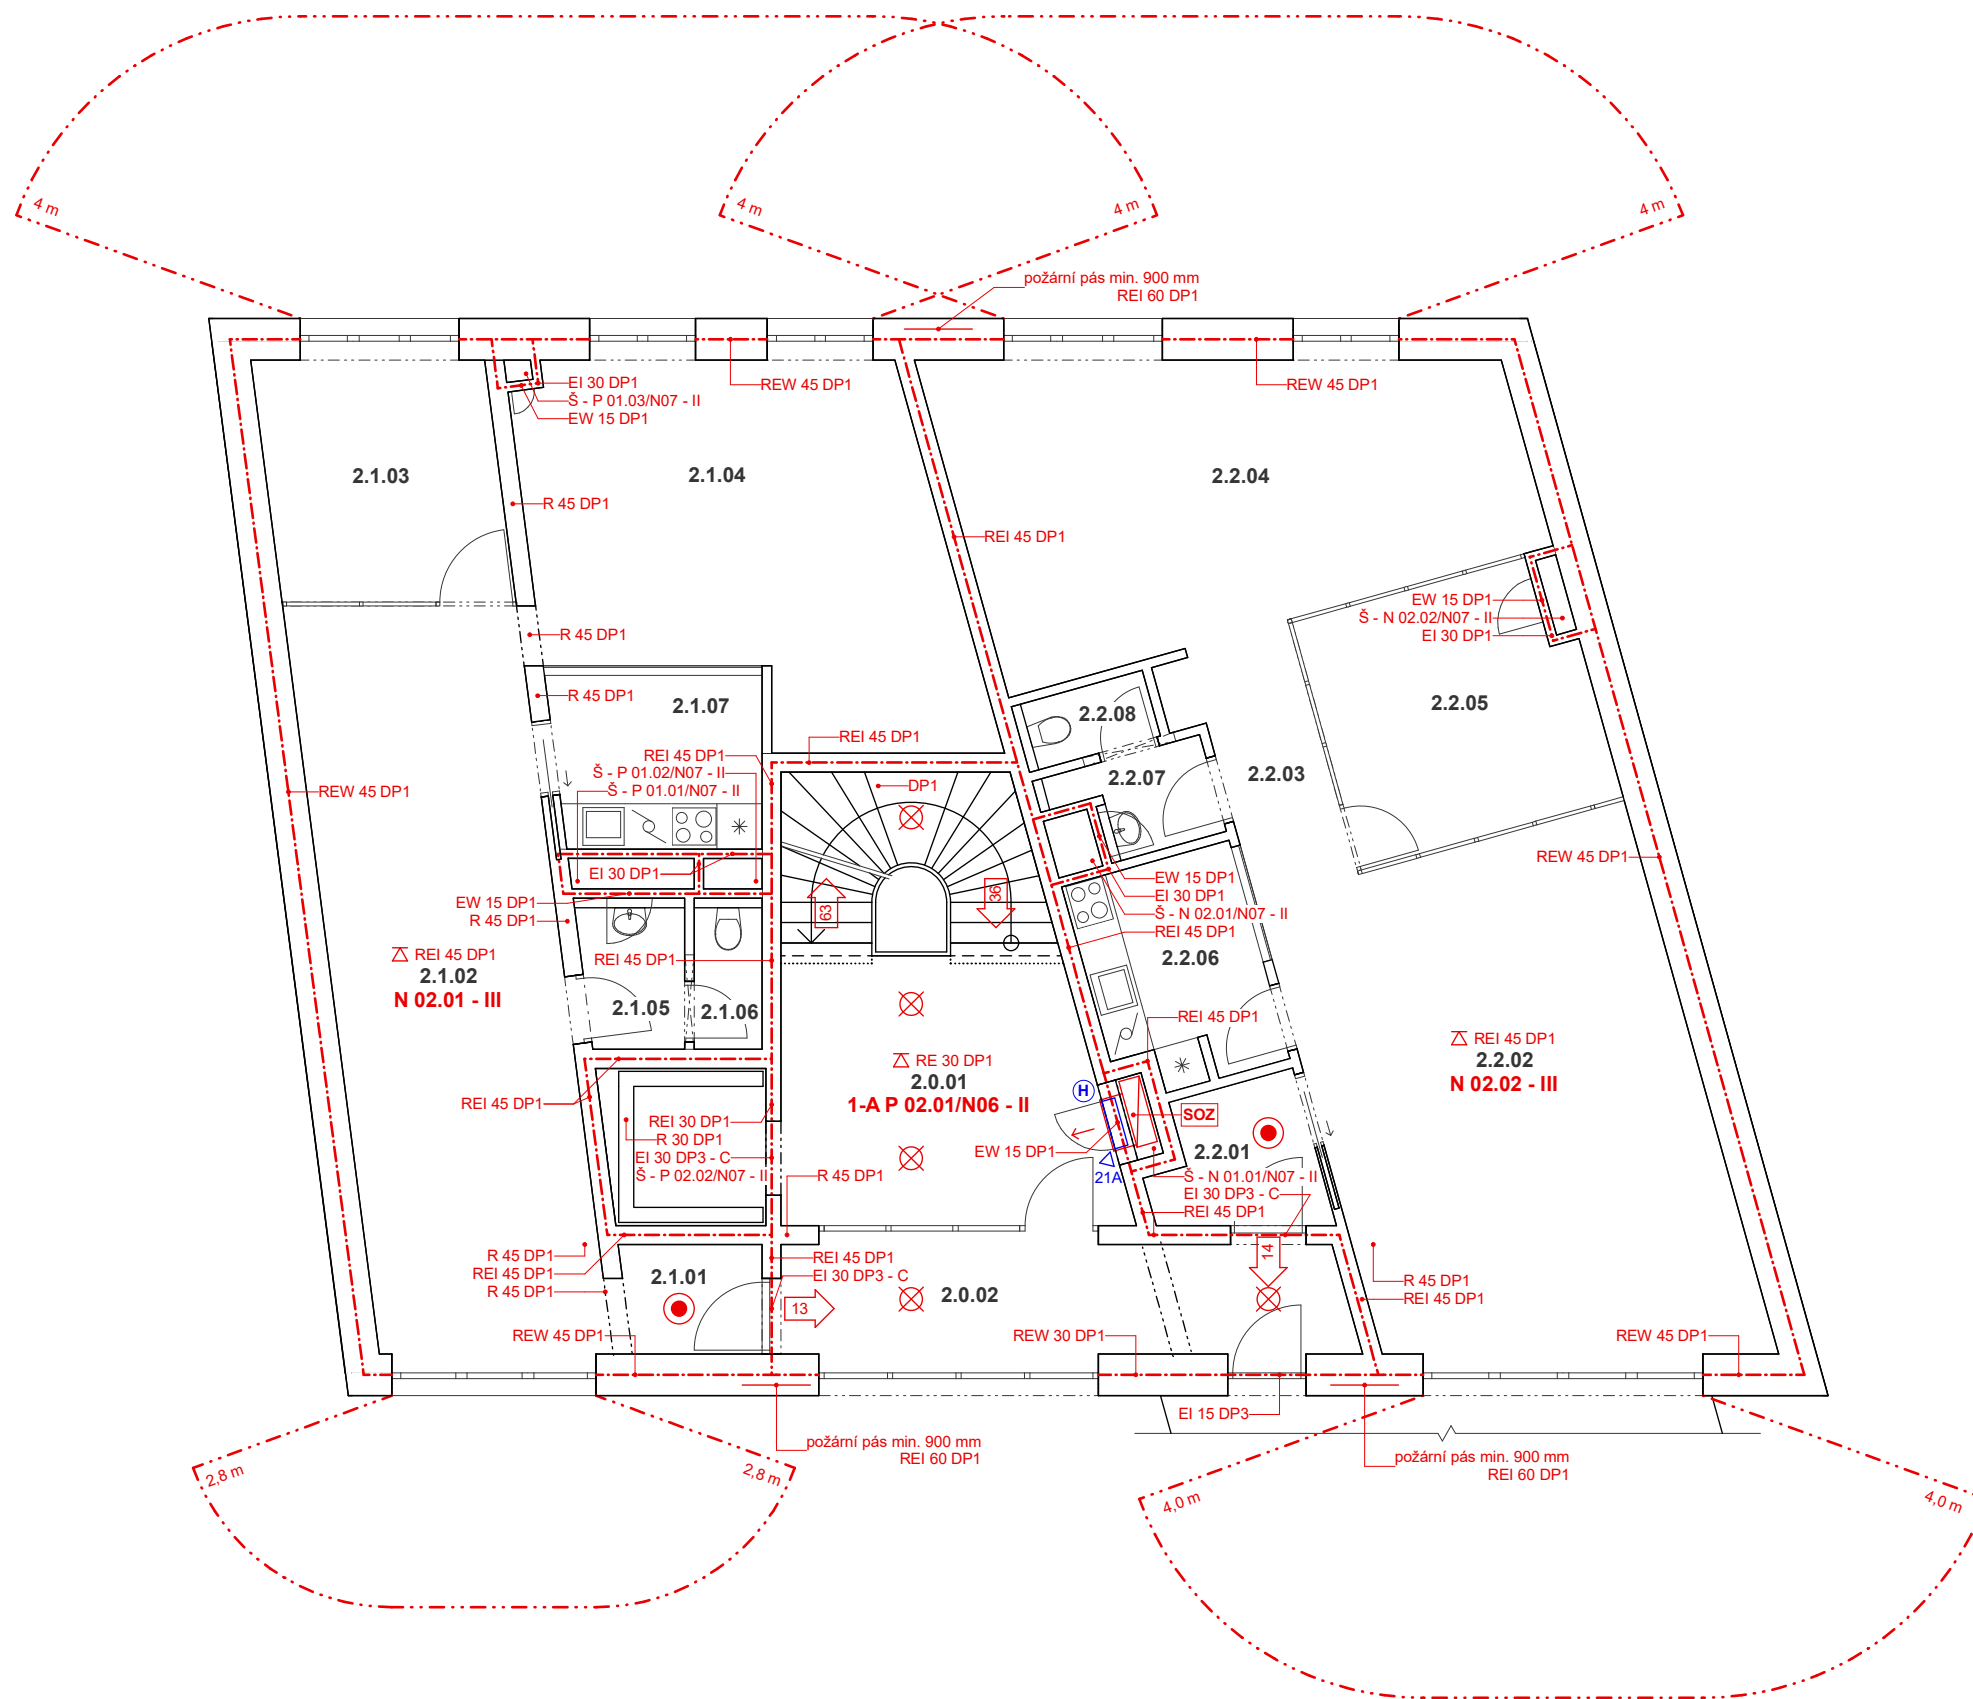 4 m
4 m
4 m
4 m
požární pás min. 900 mm
REI 60 DP1
REW 45 DP1
REW 45 DP1
EI 30 DP1
Š - P 01.03/N07 - II
EW 15 DP1
2.1.03
2.1.04
2.2.04
R 45 DP1
REI 45 DP1
R 45 DP1
EW 15 DP1
Š - N 02.02/N07 - II
EI 30 DP1
R 45 DP1
2.1.07
2.2.08
2.2.05
REI 45 DP1
REI 45 DP1
Š - P 01.02/N07 - II
Š - P 01.01/N07 - II
REW 45 DP1
DP1
2.2.07
2.2.03
REW 45 DP1
EI 30 DP1
EW 15 DP1
R 45 DP1
63
36
EW 15 DP1
EI 30 DP1
Š - N 02.01/N07 - II
REI 45 DP1
REI 45 DP1
2.1.02
N 02.01 - III
REI 45 DP1
2.2.06
2.1.05
2.1.06
REI 45 DP1
REI 45 DP1
2.2.02
N 02.02 - III
RE 30 DP1
2.0.01
1-A P 02.01/N06 - II
H
SOZ
REI 45 DP1
REI 30 DP1
R 30 DP1
EI 30 DP3 - C
Š - P 02.02/N07 - II
EW 15 DP1
21A
2.2.01
R 45 DP1
Š - N 01.01/N07 - II
EI 30 DP3 - C
REI 45 DP1
R 45 DP1
REI 45 DP1
R 45 DP1
2.1.01
REI 45 DP1
EI 30 DP3 - C
13
2.0.02
14
R 45 DP1
REI 45 DP1
REW 45 DP1
REW 30 DP1
REW 45 DP1
EI 15 DP3
požární pás min. 900 mm
REI 60 DP1
požární pás min. 900 mm
REI 60 DP1
2,8 m
2,8 m
4,0 m
4,0 m